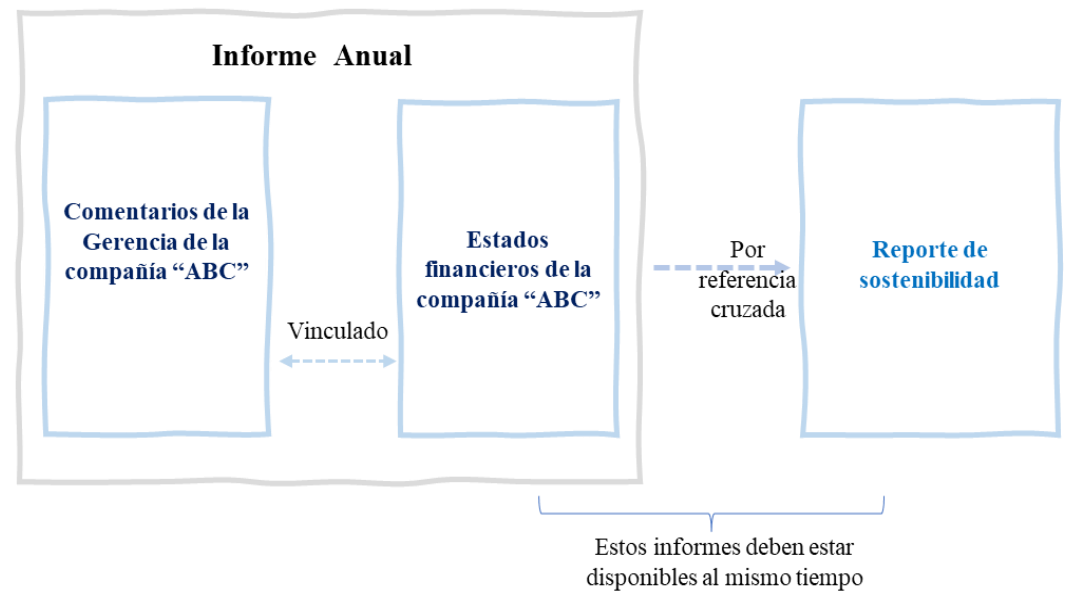 Informe Anual
Comentarios de la
Gerencia de la
compañía “ABC”
Vinculado
Estados
financieros de la
compañía “ABC”
Por
referencia
cruzada
Reporte de
sostenibilidad
Estos informes deben estar
disponibles al mismo tiempo